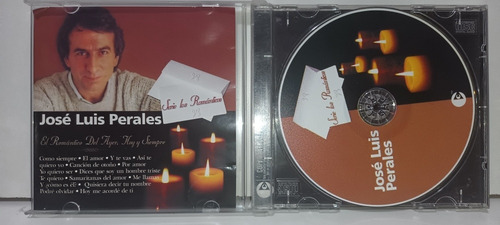 Serie Los Románticos
José Luis Perales
El Romántico Del Ayer, Hoy y Siempre
Como siempre • El amor • Y te vas • Así te
quiero yo • Canción de otoño • Por amor
Yo quiero ser • Dices que soy un hombre triste
Te quiero • Samaritanas del amor • Me llamas
Y ¿cómo es él? • Quisiera decir tu nombre
Podré olvidar • Hoy me acordé de ti
Serie Los Románticos
José Luis
Perales